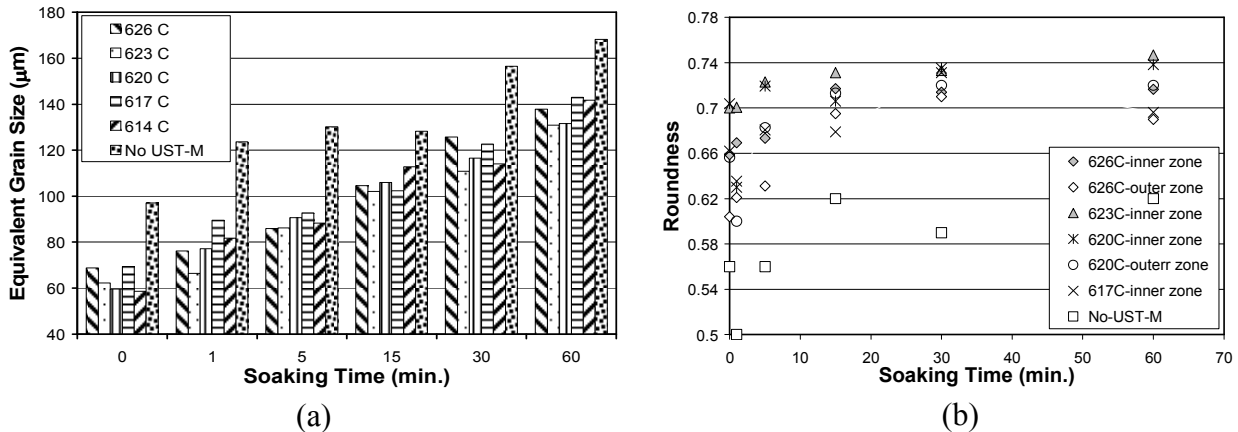 180
160
140
120
100
80
60
40
Equivalent Grain Size (µm)
626 C
623 C
620 C
617 C
614 C
No UST-M
0 1 5 15 30 60
Soaking Time (min.)
(a)
0.78
0.74
0.7
0.66
0.62
0.58
0.54
0.5
Roundness
626C-inner zone
626C-outer zone
623C-inner zone
620C-inner zone
620C-outerr zone
617C-inner zone
No-UST-M
0 10 20 30 40 50 60 70
Soaking Time (min.)
(b)